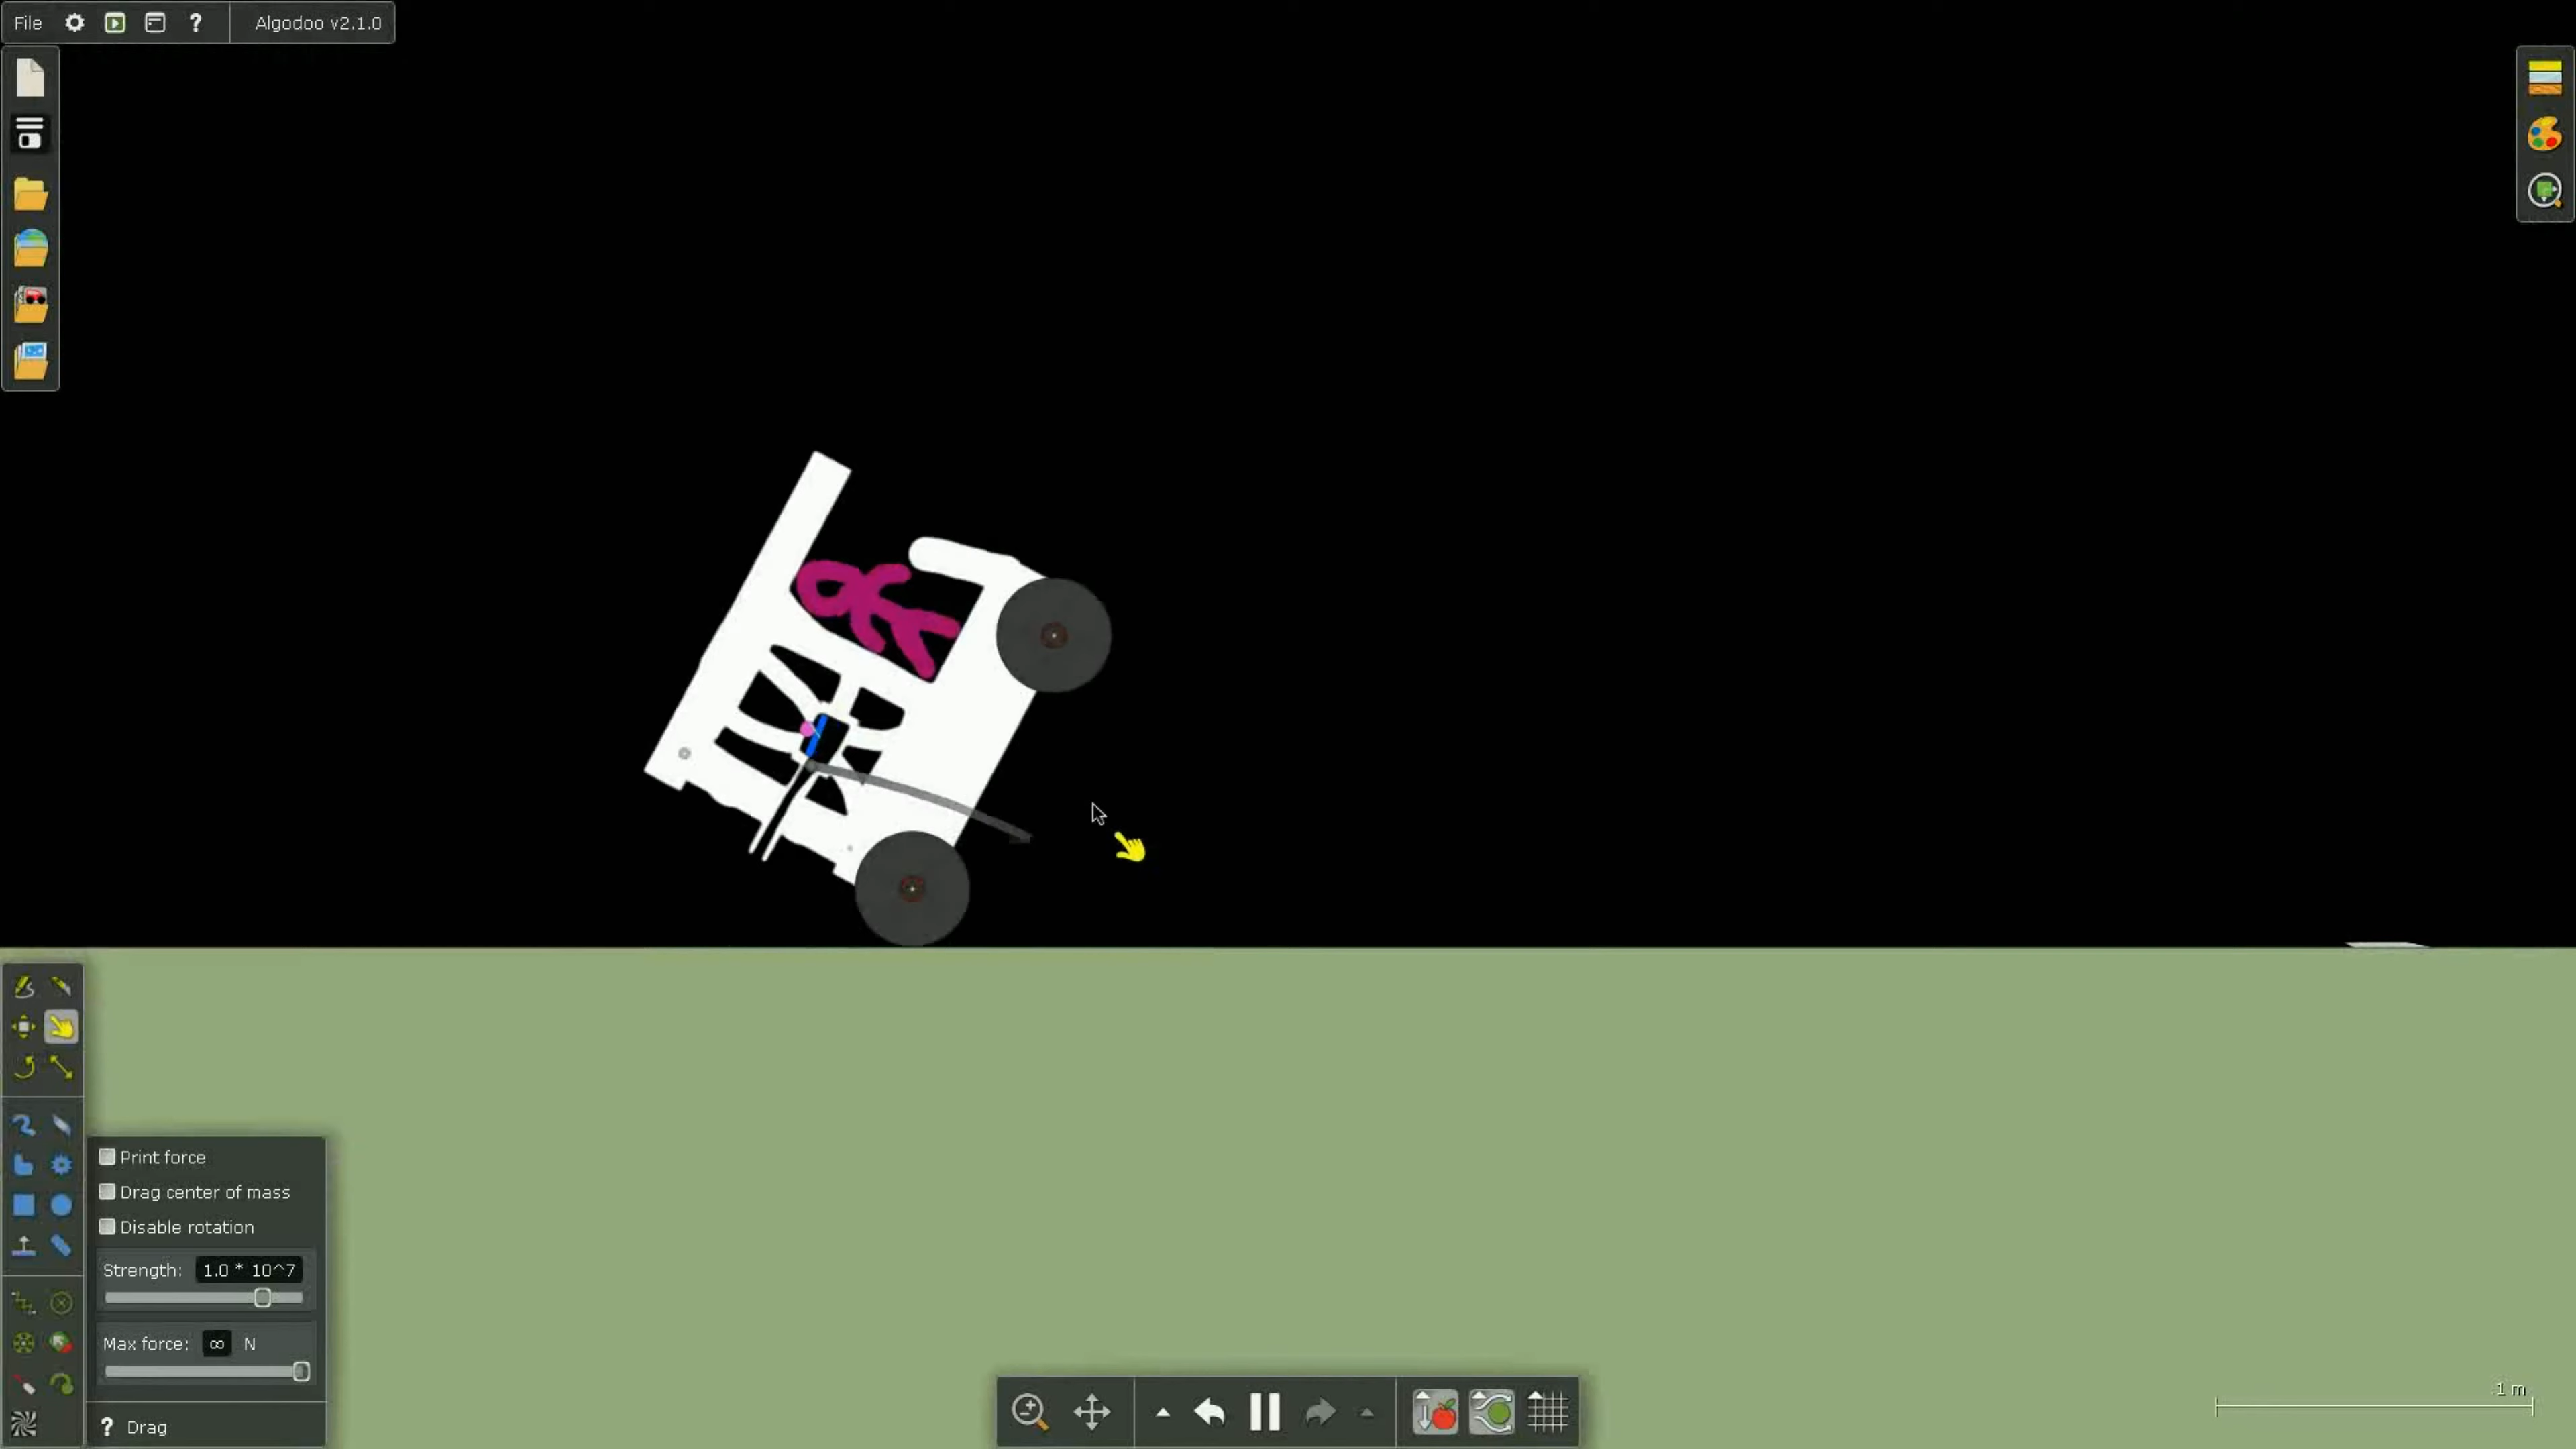 File
? Algodoo v2.1.0
Print force
Drag center of mass
Disable rotation
Strength: 1.0 * 10^7
Max force: ∞ N
? Drag
1 m